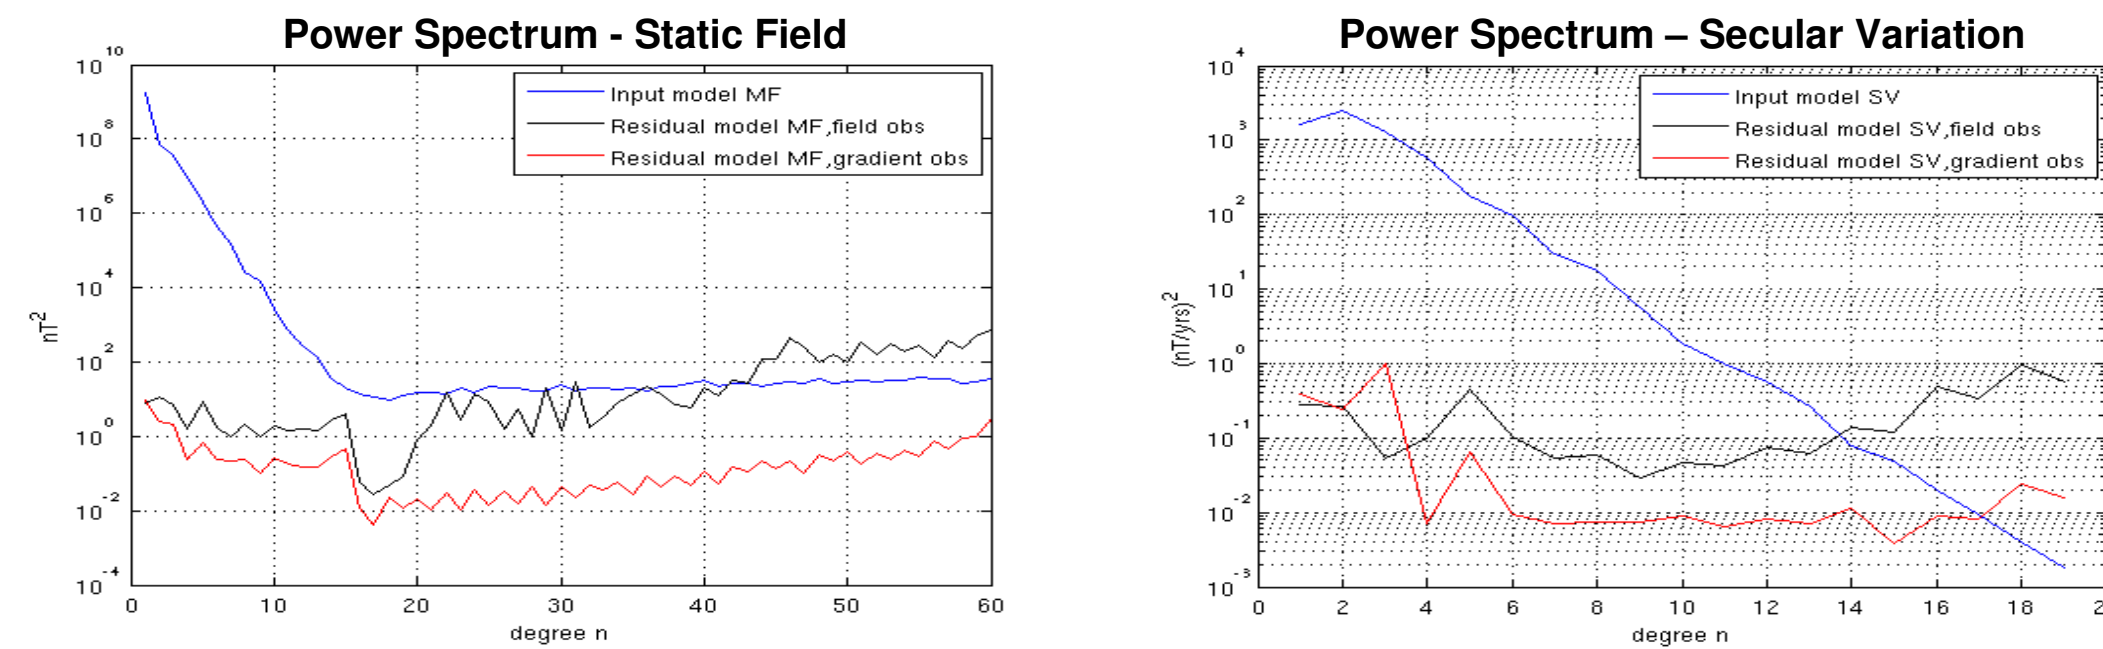 Power Spectrum - Static Field
10^10
10^8
10^6
10^4
10^2
10^0
10^-2
10^-4
nT^2
Input model MF
Residual model MF,field obs
Residual model MF,gradient obs
0 10 20 30 40 50 60
degree n
Power Spectrum – Secular Variation
10^4
10^3
10^2
10^1
10^0
10^-1
10^-2
10^-3
(nT/yrs)^2
Input model SV
Residual model SV,field obs
Residual model SV,gradient obs
0 2 4 6 8 10 12 14 16 18 2
degree n